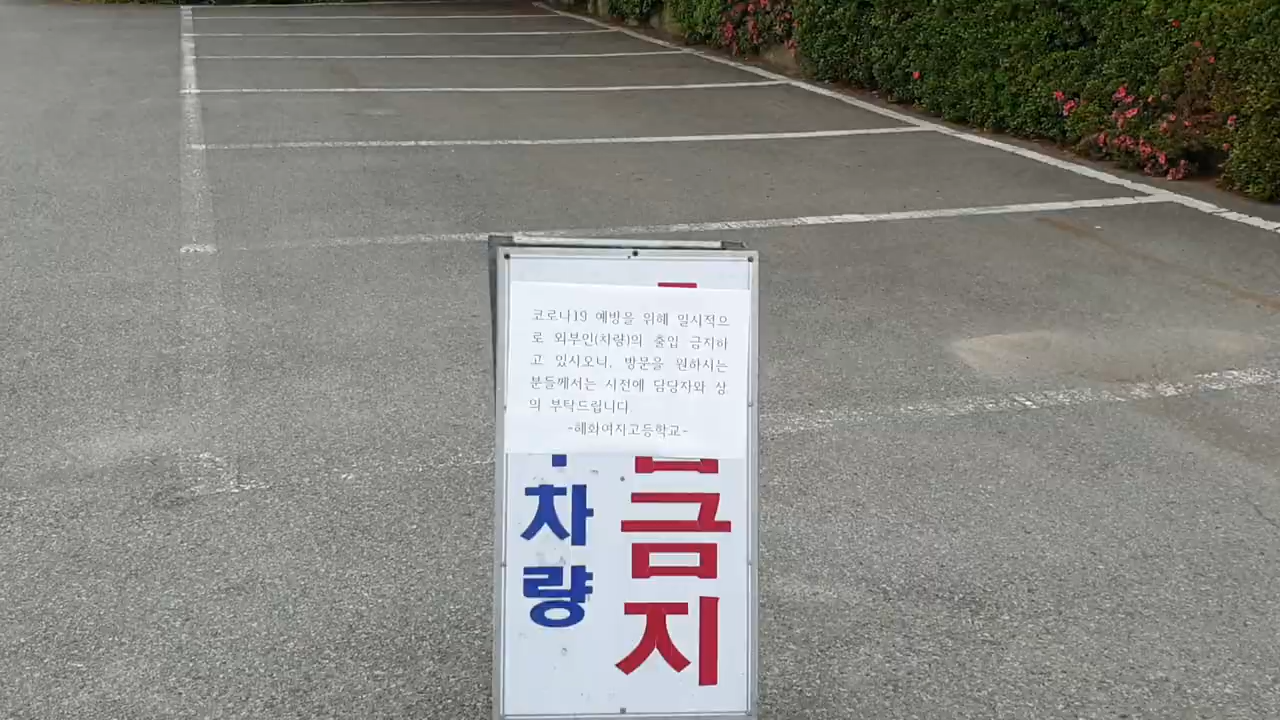 코로나19 예방을 위해 일시적으
로 외부인(차량)의 출입 금지하
고 있사오니, 방문을 원하시는
분들께서는 사전에 담당자와 상
의 부탁드립니다.
-혜화여자고등학교-
차량
금지